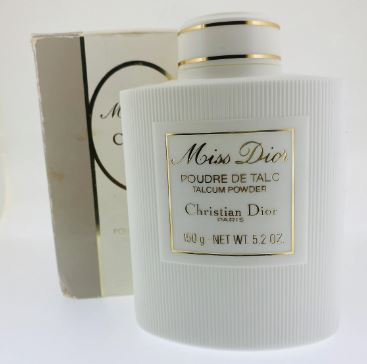 Miss Dior
POUDRE DE TALC
TALCUM POWDER
Christian Dior
PARIS
150 g NET WT. 5.2 OZ.